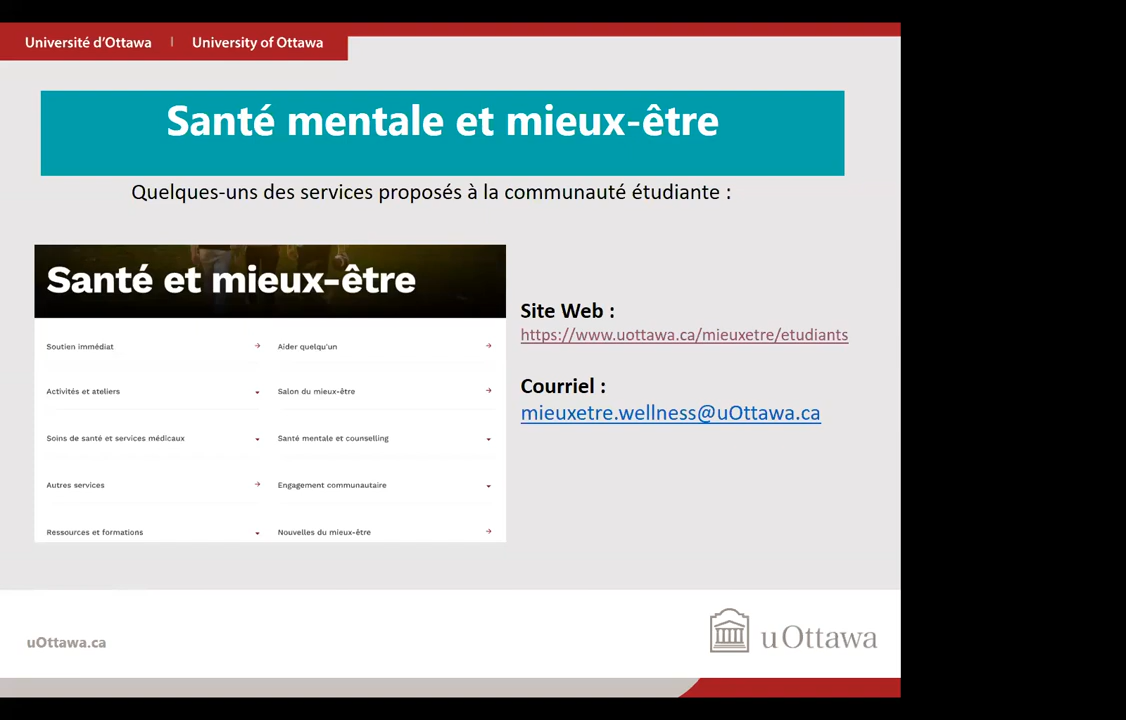 Université d'Ottawa | University of Ottawa
Santé mentale et mieux-être
Quelques-uns des services proposés à la communauté étudiante :
Santé et mieux-être
Soutien immédiat
Aider quelqu'un
Activités et ateliers
Salon du mieux-être
Soins de santé et services médicaux
Santé mentale et counselling
Autres services
Engagement communautaire
Ressources et formations
Nouvelles du mieux-être
Site Web :
https://www.uottawa.ca/mieuxetre/etudiants
Courriel :
mieuxetre.wellness@uOttawa.ca
uOttawa.ca
uOttawa